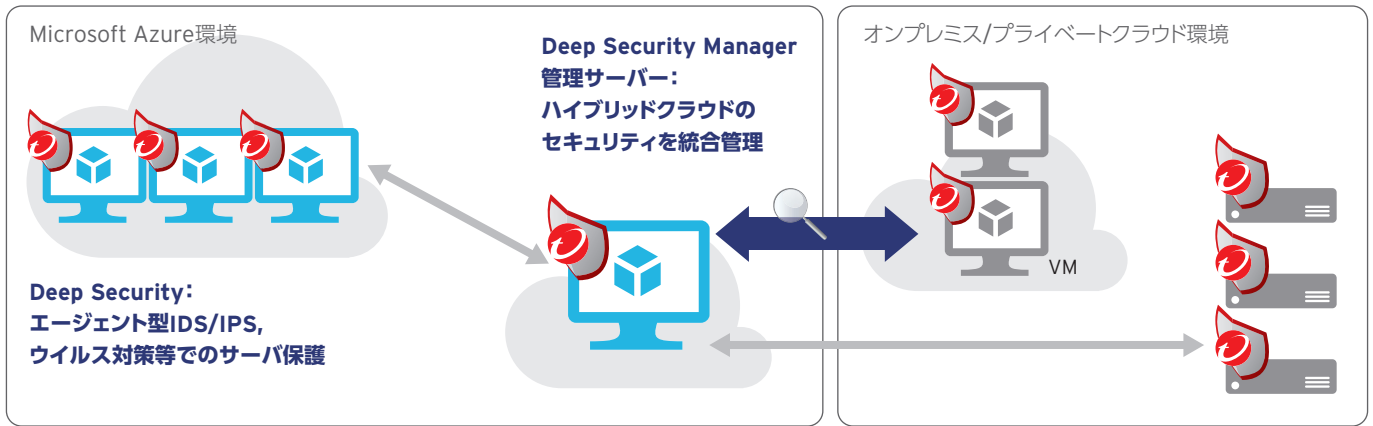 Microsoft Azure環境
Deep Security Manager
管理サーバー：
ハイブリッドクラウドの
セキュリティを統合管理
Deep Security：
エージェント型IDS/IPS,
ウイルス対策等でのサーバ保護
オンプレミス/プライベートクラウド環境
VM